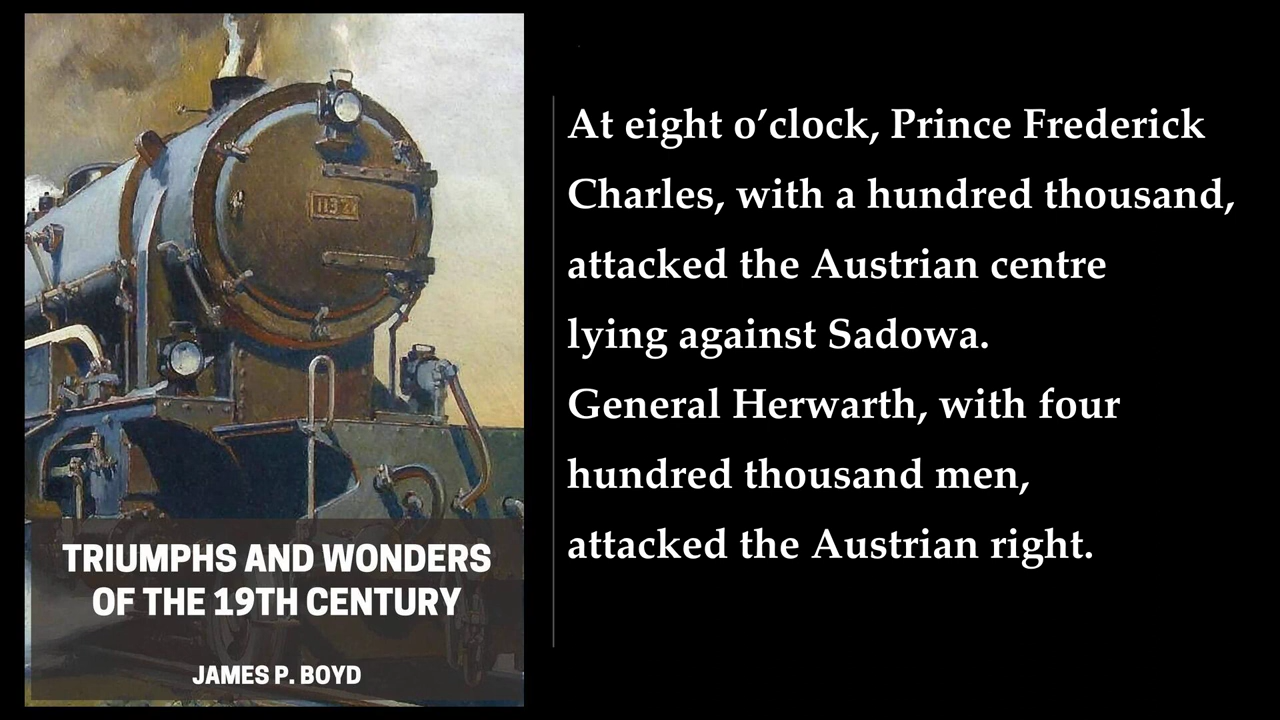 TRIUMPHS AND WONDERS
OF THE 19TH CENTURY
JAMES P. BOYD
At eight o’clock, Prince Frederick
Charles, with a hundred thousand,
attacked the Austrian centre
lying against Sadowa.
General Herwarth, with four
hundred thousand men,
attacked the Austrian right.